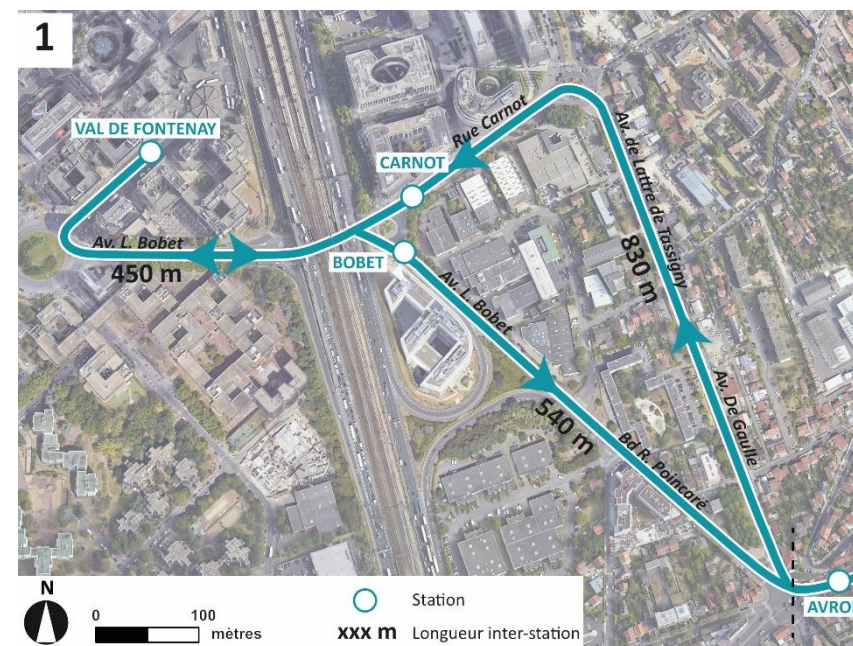 1
VAL DE FONTENAY
CARNOT
Rue Carnot
Av. de Lattre de Tassigny
Av. L. Bobet
450 m
BOBET
Av. L. Bobet
830 m
540 m
Bd R. Poincaré
Av. De Gaulle
N
0 100
mètres
Station
xxx m Longueur inter-station
AVRO